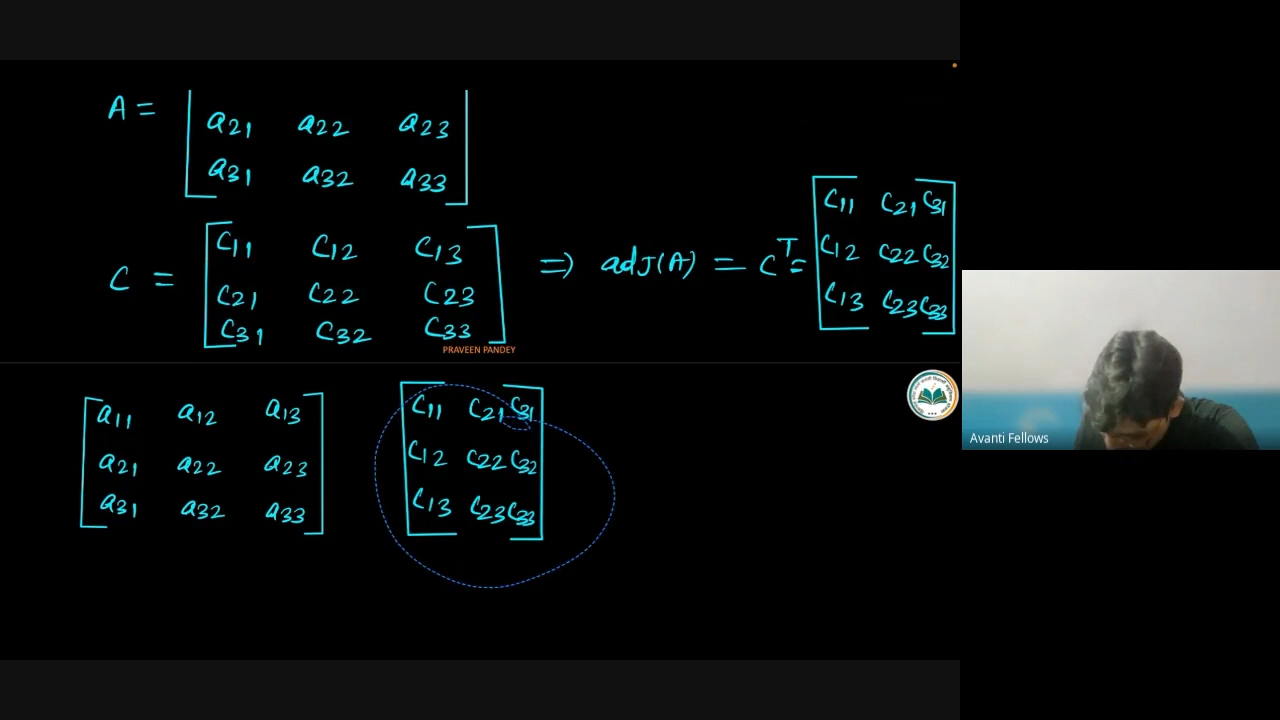 A = [ a21 a22 a23
a31 a32 a33 ]
C = [ C11 C12 C13
C21 C22 C23
C31 C32 C33 ]
⇒ adj(A) = C^T = [ C11 C21 C31
C12 C22 C32
C13 C23 C33 ]
PRAVEEN PANDEY
[ a11 a12 a13
a21 a22 a23
a31 a32 a33 ]
[ C11 C21 C31
C12 C22 C32
C13 C23 C33 ]
Avanti Fellows